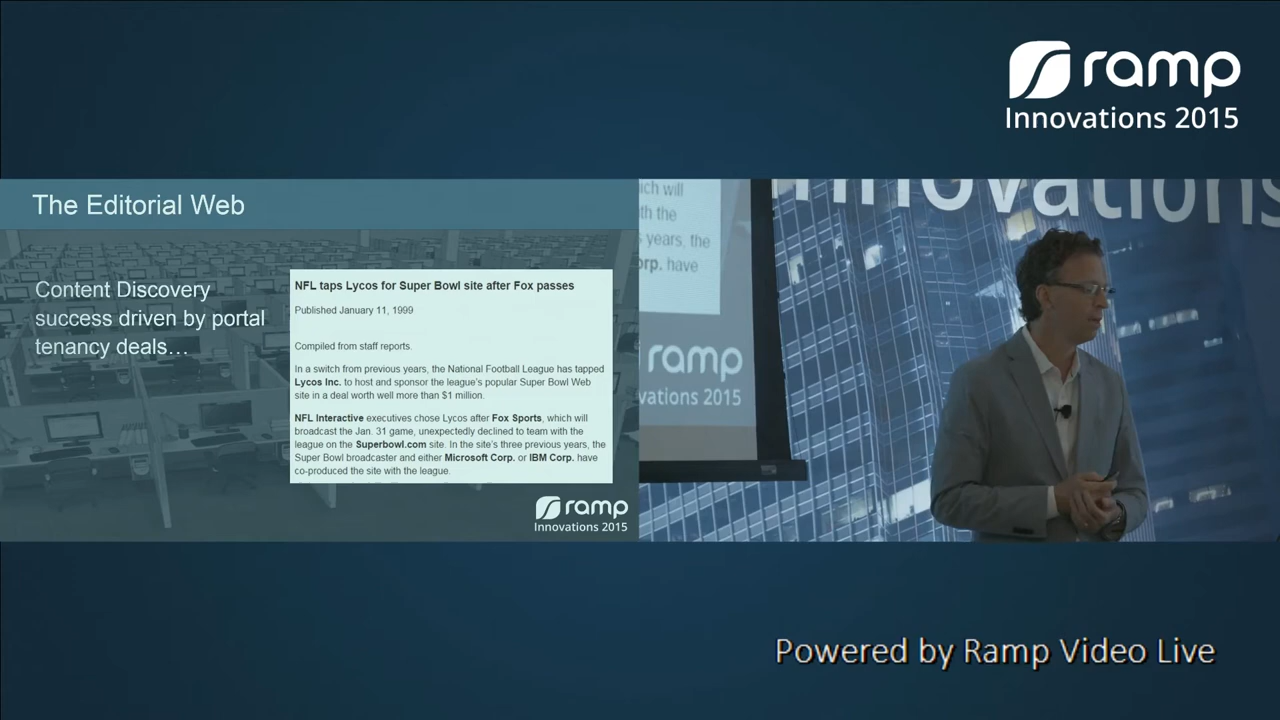 ramp
Innovations 2015
The Editorial Web
Content Discovery
success driven by portal
tenancy deals…
NFL taps Lycos for Super Bowl site after Fox passes
Published January 11, 1999
Compiled from staff reports.
In a switch from previous years, the National Football League has tapped
Lycos Inc. to host and sponsor the league's popular Super Bowl Web
site in a deal worth well more than $1 million.
NFL Interactive executives chose Lycos after Fox Sports, which will
broadcast the Jan. 31 game, unexpectedly declined to team with the
league on the Superbowl.com site. In the site's three previous years, the
Super Bowl broadcaster and either Microsoft Corp. or IBM Corp. have
co-produced the site with the league.
ramp
Innovations 2015
ich will
th the
years, the
orp. have
ramp
vations 2015
Innovations
Powered by Ramp Video Live